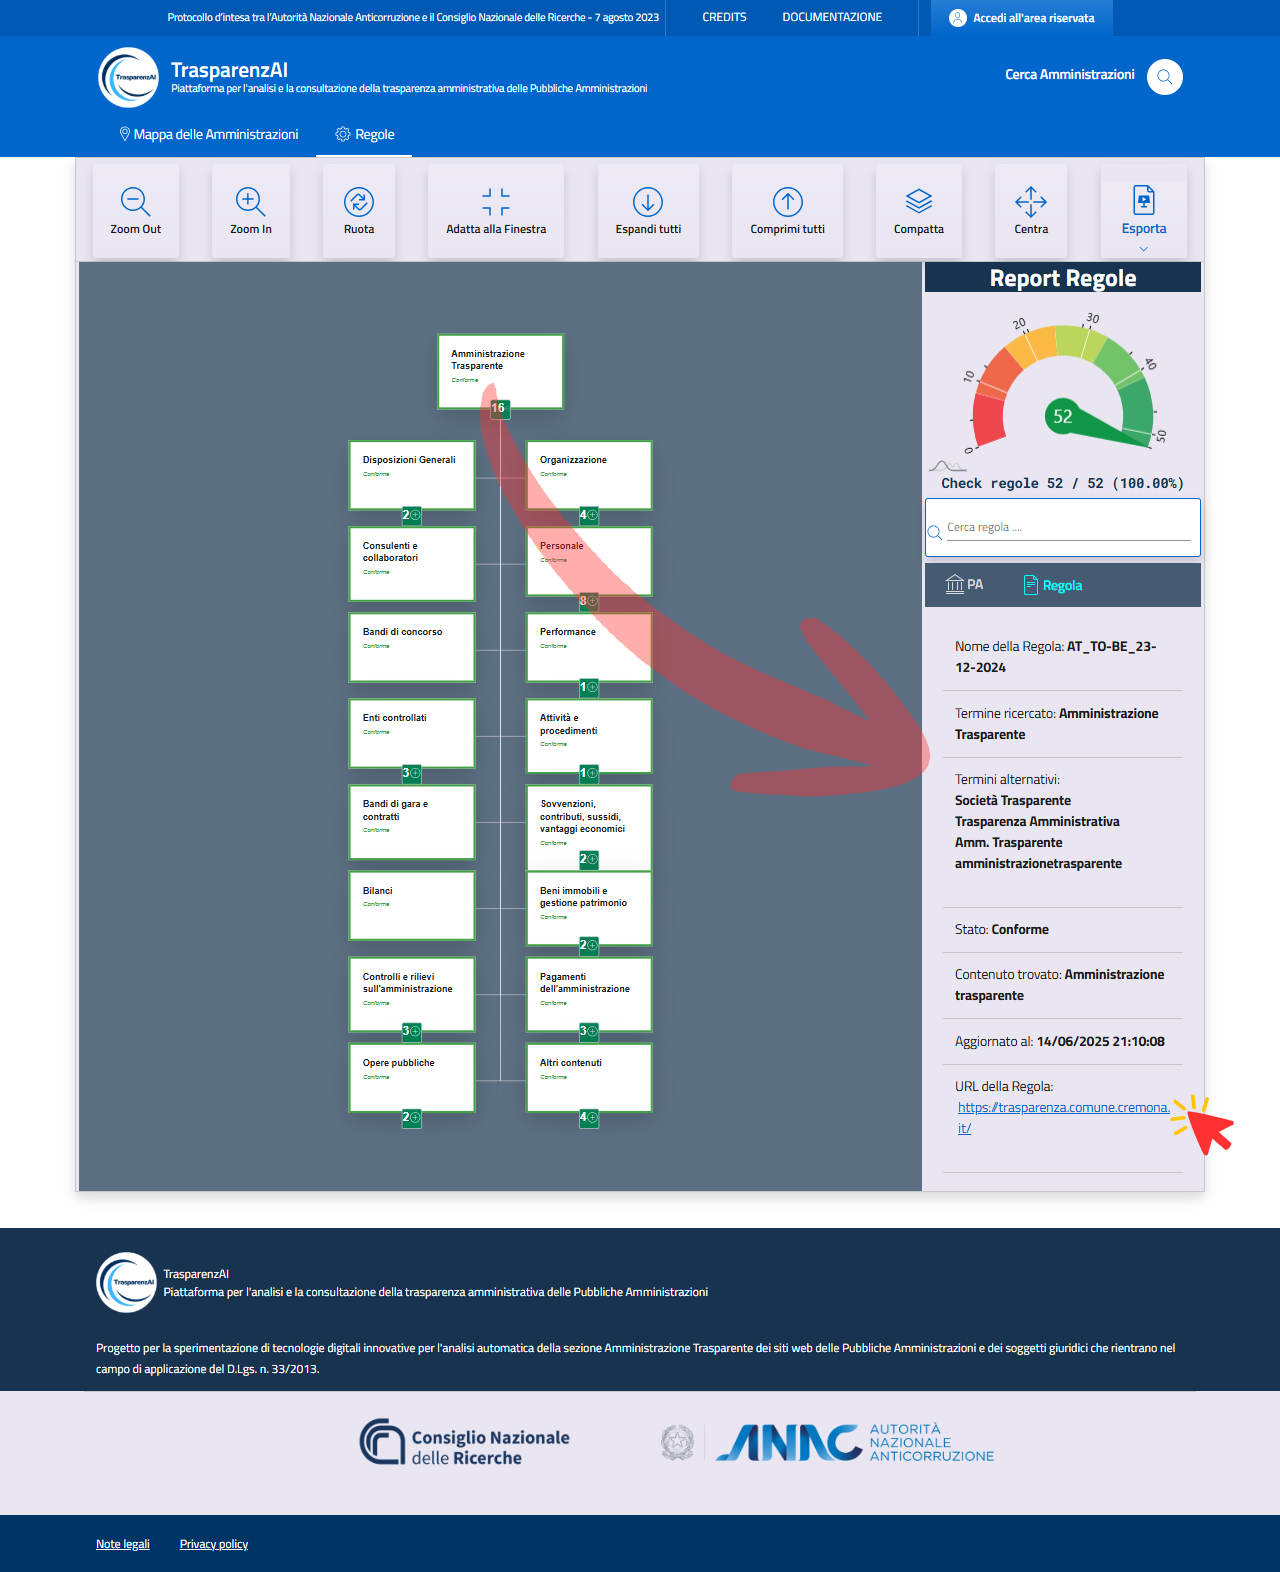 Protocollo d'intesa tra l'Autorità Nazionale Anticorruzione e il Consiglio Nazionale delle Ricerche - 7 agosto 2023
CREDITS
DOCUMENTAZIONE
Accedi all'area riservata
TrasparenzAI
TrasparenzAI
Piattaforma per l'analisi e la consultazione della trasparenza amministrativa delle Pubbliche Amministrazioni
Cerca Amministrazioni
Mappa delle Amministrazioni
Regole
Zoom Out
Zoom In
Ruota
Adatta alla Finestra
Espandi tutti
Comprimi tutti
Compatta
Centra
Esporta
Amministrazione
Trasparente
Conforme
16
Disposizioni Generali
Conforme
2
Organizzazione
Conforme
4
Consulenti e
collaboratori
Conforme
Personale
Conforme
8
Bandi di concorso
Conforme
Performance
Conforme
1
Enti controllati
Conforme
3
Attività e
procedimenti
Conforme
1
Bandi di gara e
contratti
Conforme
Sovvenzioni,
contributi, sussidi,
vantaggi economici
Conforme
2
Bilanci
Conforme
Beni immobili e
gestione patrimonio
Conforme
2
Controlli e rilievi
sull'amministrazione
Conforme
3
Pagamenti
dell'amministrazione
Conforme
3
Opere pubbliche
Conforme
2
Altri contenuti
Conforme
4
Report Regole
0
10
20
30
40
50
52
Check regole 52 / 52 (100.00%)
Cerca regola ....
PA
Regola
Nome della Regola: AT_TO-BE_23-
12-2024
Termine ricercato: Amministrazione
Trasparente
Termini alternativi:
Società Trasparente
Trasparenza Amministrativa
Amm. Trasparente
amministrazionetrasparente
Stato: Conforme
Contenuto trovato: Amministrazione
trasparente
Aggiornato al: 14/06/2025 21:10:08
URL della Regola:
https://trasparenza.comune.cremona.
it/
TrasparenzAI
TrasparenzAI
Piattaforma per l'analisi e la consultazione della trasparenza amministrativa delle Pubbliche Amministrazioni
Progetto per la sperimentazione di tecnologie digitali innovative per l'analisi automatica della sezione Amministrazione Trasparente dei siti web delle Pubbliche Amministrazioni e dei soggetti giuridici che rientrano nel
campo di applicazione del D.Lgs. n. 33/2013.
Consiglio Nazionale
delle Ricerche
ANAC
AUTORITÀ
NAZIONALE
ANTICORRUZIONE
Note legali
Privacy policy